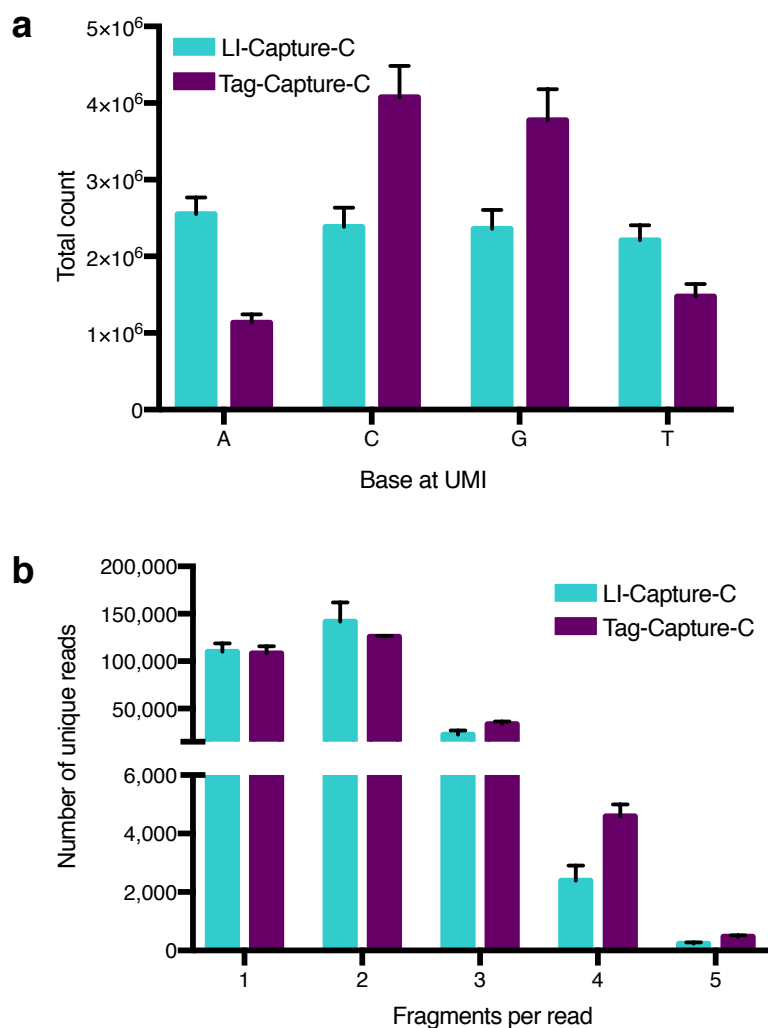 a
5×10⁶
4×10⁶
3×10⁶
2×10⁶
1×10⁶
0
Total count
LI-Capture-C
Tag-Capture-C
A C G T
Base at UMI
b
200,000
150,000
100,000
50,000
6,000
4,000
2,000
0
Number of unique reads
LI-Capture-C
Tag-Capture-C
1 2 3 4 5
Fragments per read